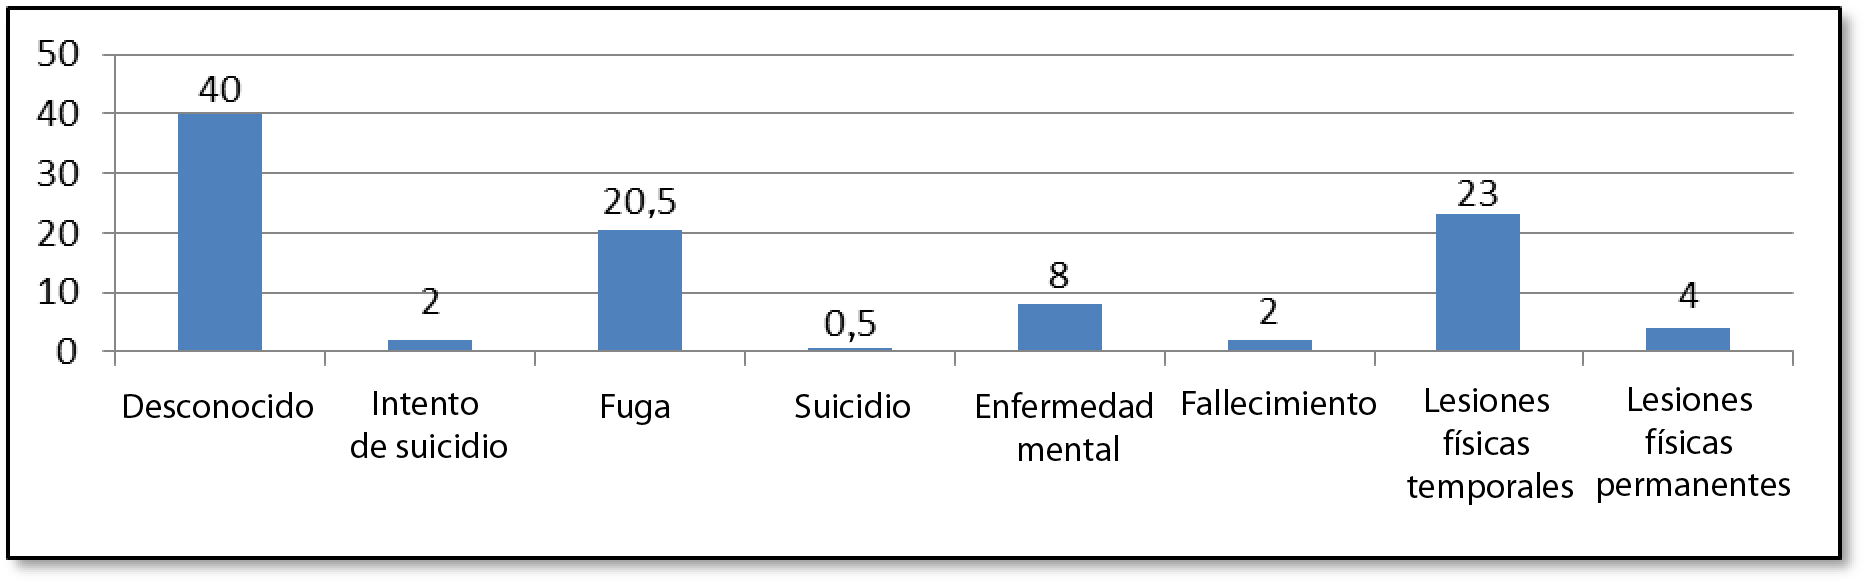 50
40
30
20
10
0
40
2
20,5
0,5
8
2
23
4
Desconocido
Intento
de suicidio
Fuga
Suicidio
Enfermedad
mental
Fallecimiento
Lesiones
físicas
temporales
Lesiones
físicas
permanentes